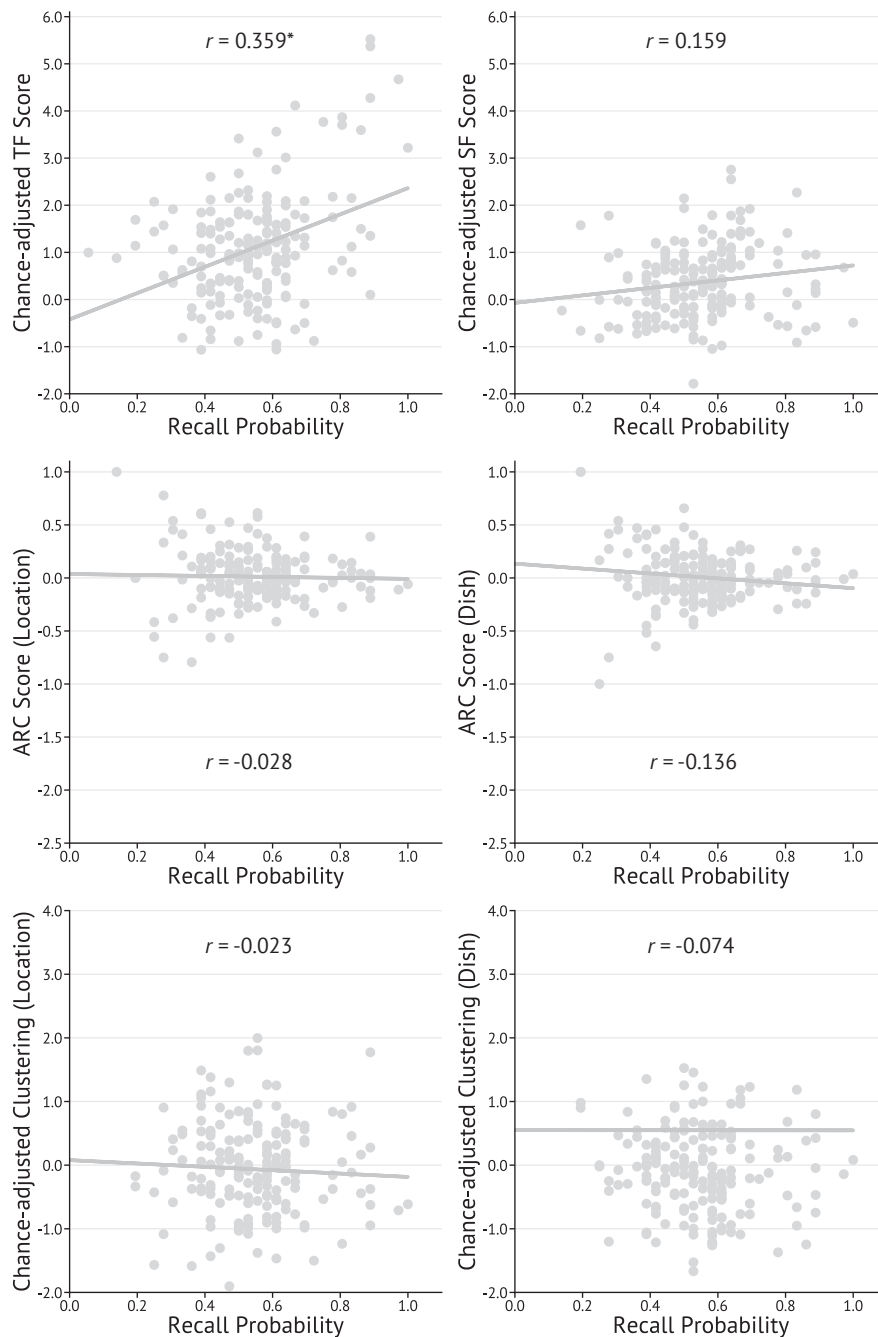 r = 0.359*
Chance-adjusted TF Score
6.0
5.0
4.0
3.0
2.0
1.0
0.0
-1.0
-2.0
0.0 0.2 0.4 0.6 0.8 1.0
Recall Probability
r = 0.159
Chance-adjusted SF Score
6.0
5.0
4.0
3.0
2.0
1.0
0.0
-1.0
-2.0
0.0 0.2 0.4 0.6 0.8 1.0
Recall Probability
ARC Score (Location)
1.0
0.5
0.0
-0.5
-1.0
-1.5
-2.0
-2.5
r = -0.028
0.0 0.2 0.4 0.6 0.8 1.0
Recall Probability
ARC Score (Dish)
1.0
0.5
0.0
-0.5
-1.0
-1.5
-2.0
-2.5
r = -0.136
0.0 0.2 0.4 0.6 0.8 1.0
Recall Probability
Chance-adjusted Clustering (Location)
4.0
3.0
2.0
1.0
0.0
-1.0
-2.0
r = -0.023
0.0 0.2 0.4 0.6 0.8 1.0
Recall Probability
Chance-adjusted Clustering (Dish)
4.0
3.0
2.0
1.0
0.0
-1.0
-2.0
r = -0.074
0.0 0.2 0.4 0.6 0.8 1.0
Recall Probability